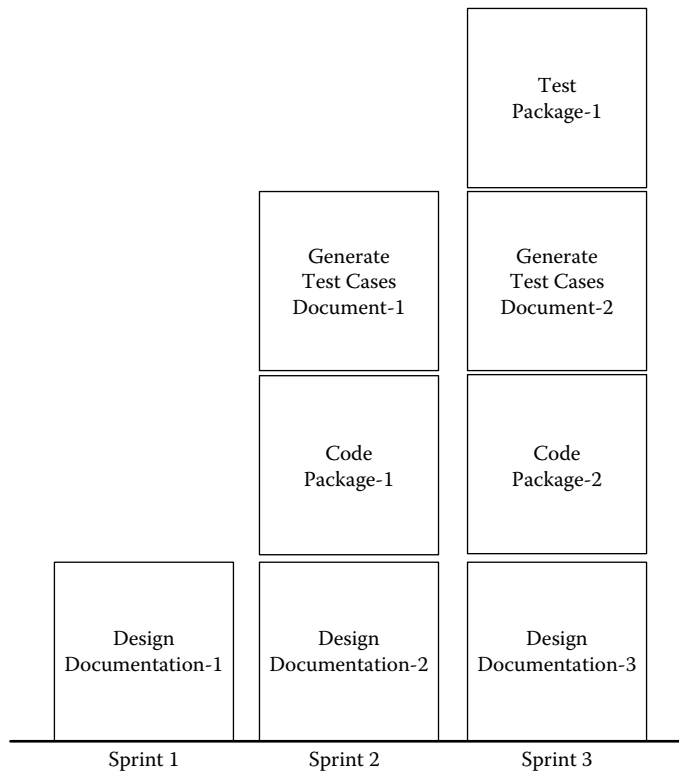 Test
Package-1
Generate
Test Cases
Document-1
Generate
Test Cases
Document-2
Code
Package-1
Code
Package-2
Design
Documentation-1
Design
Documentation-2
Design
Documentation-3
Sprint 1
Sprint 2
Sprint 3